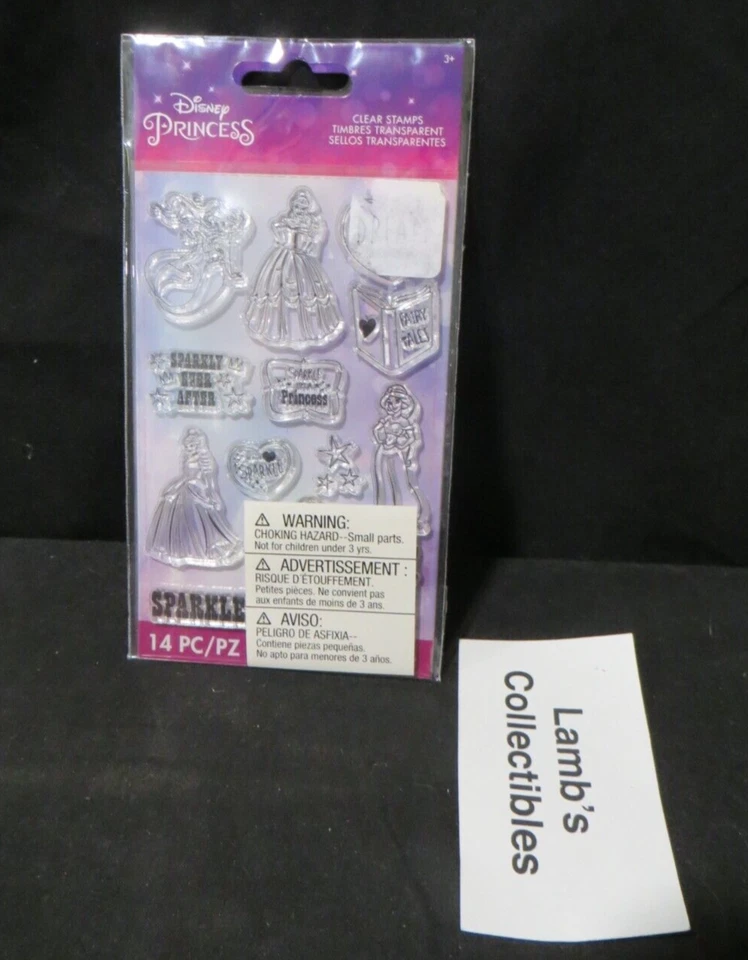 3+
Disney
PRINCESS
CLEAR STAMPS
TIMBRES TRANSPARENT
SELLOS TRANSPARENTES
FAIRY
TALES
SPARKLY
EVER
AFTER
SPARKLE
Princess
SPARKLE
SPARKLE
14 PC/PZ
⚠ WARNING:
CHOKING HAZARD--Small parts.
Not for children under 3 yrs.
⚠ ADVERTISSEMENT :
RISQUE D'ÉTOUFFEMENT.
Petites pièces. Ne convient pas
aux enfants de moins de 3 ans.
⚠ AVISO:
PELIGRO DE ASFIXIA--
Contiene piezas pequeñas.
No apto para menores de 3 años.
Lamb's
Collectibles